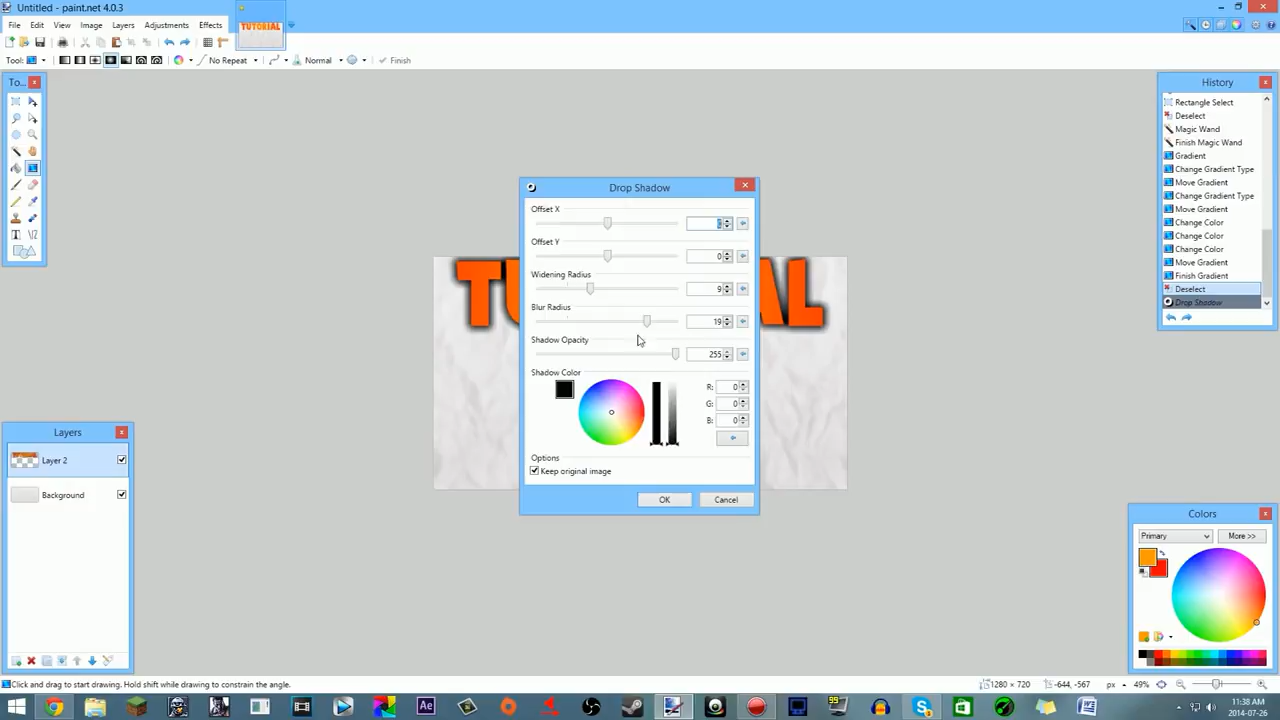 Untitled - paint.net 4.0.3
File Edit View Image Layers Adjustments Effects
TUTORIAL
Tool: No Repeat Normal Finish
To...
History
Rectangle Select
Deselect
Magic Wand
Finish Magic Wand
Gradient
Change Gradient Type
Move Gradient
Change Gradient Type
Move Gradient
Change Color
Change Color
Change Color
Move Gradient
Finish Gradient
Deselect
Drop Shadow
Drop Shadow
Offset X
Offset Y
0
Widening Radius
9
Blur Radius
19
Shadow Opacity
255
Shadow Color
R: 0
G: 0
B: 0
Options
Keep original image
OK Cancel
TU AL
Layers
Layer 2
Background
Colors
Primary More >>
Click and drag to start drawing. Hold shift while drawing to constrain the angle.
1280 × 720 -644, -567 px 49%
Ae
11:38 AM
2014-07-26